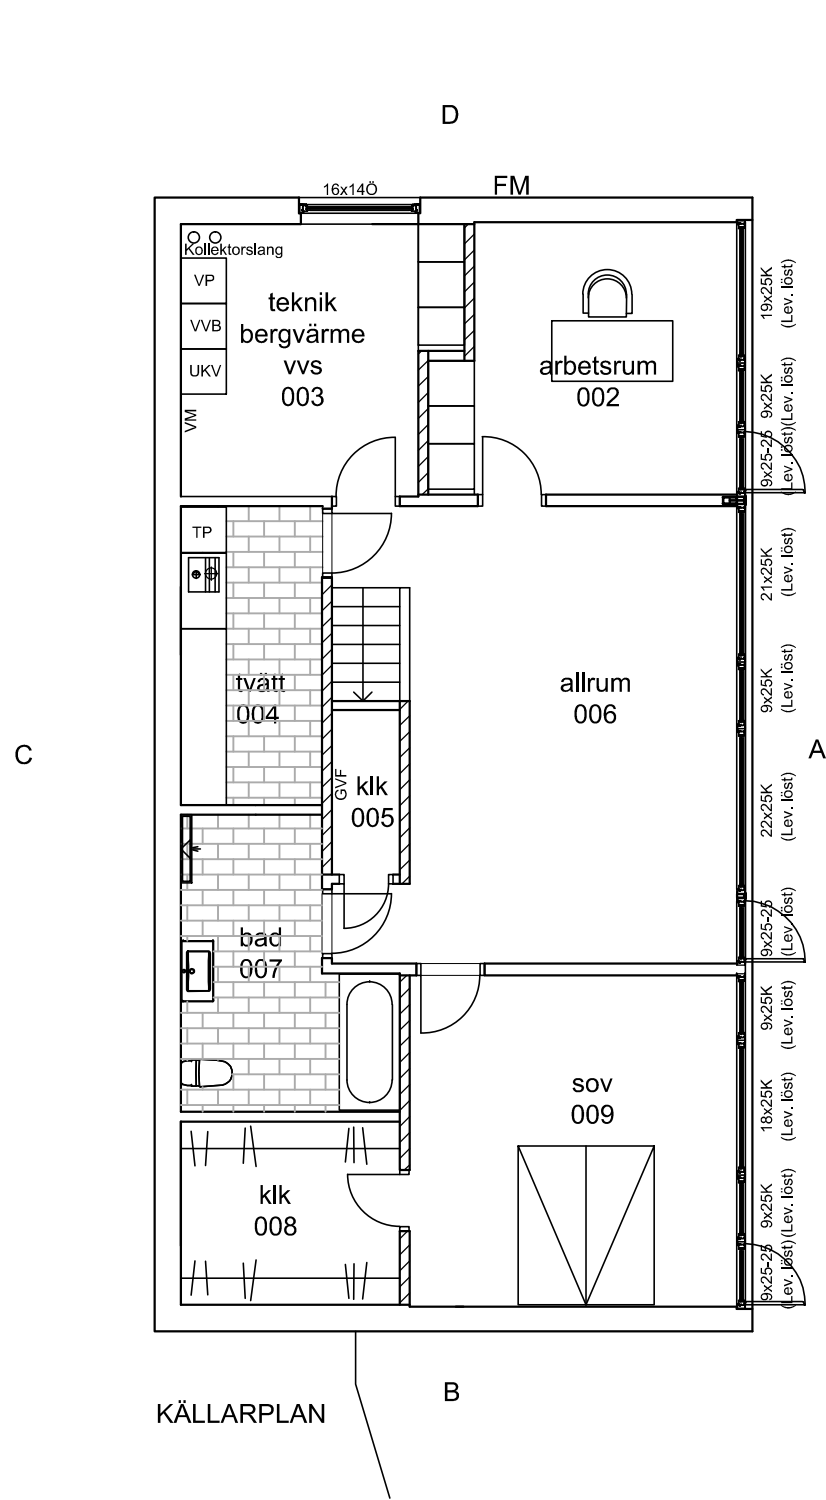 D
16x14Ö
FM
Kollektorslang
VP
VVB
UKV
VM
teknik
bergvärme
vvs
003
arbetsrum
002
19x25K
(Lev. löst)
9x25K
(Lev. löst)
9x25-25
(Lev. löst)
TP
tvätt
004
21x25K
(Lev. löst)
allrum
006
9x25K
(Lev. löst)
C
A
GVF
klk
005
22x25K
(Lev. löst)
bad
007
9x25-25
(Lev. löst)
9x25K
(Lev. löst)
sov
009
18x25K
(Lev. löst)
klk
008
9x25K
(Lev. löst)
9x25-25
(Lev. löst)
B
KÄLLARPLAN